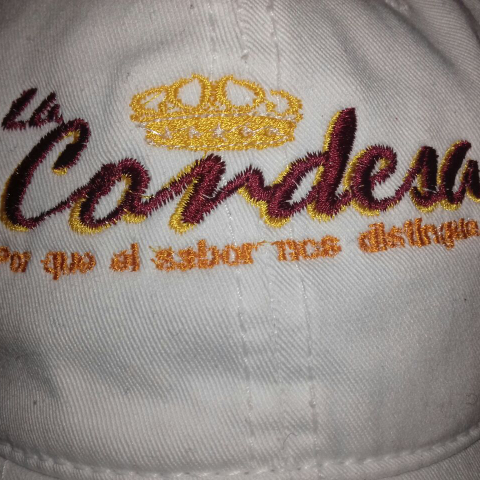 La
Condesa
Por que el sabor nos distingue